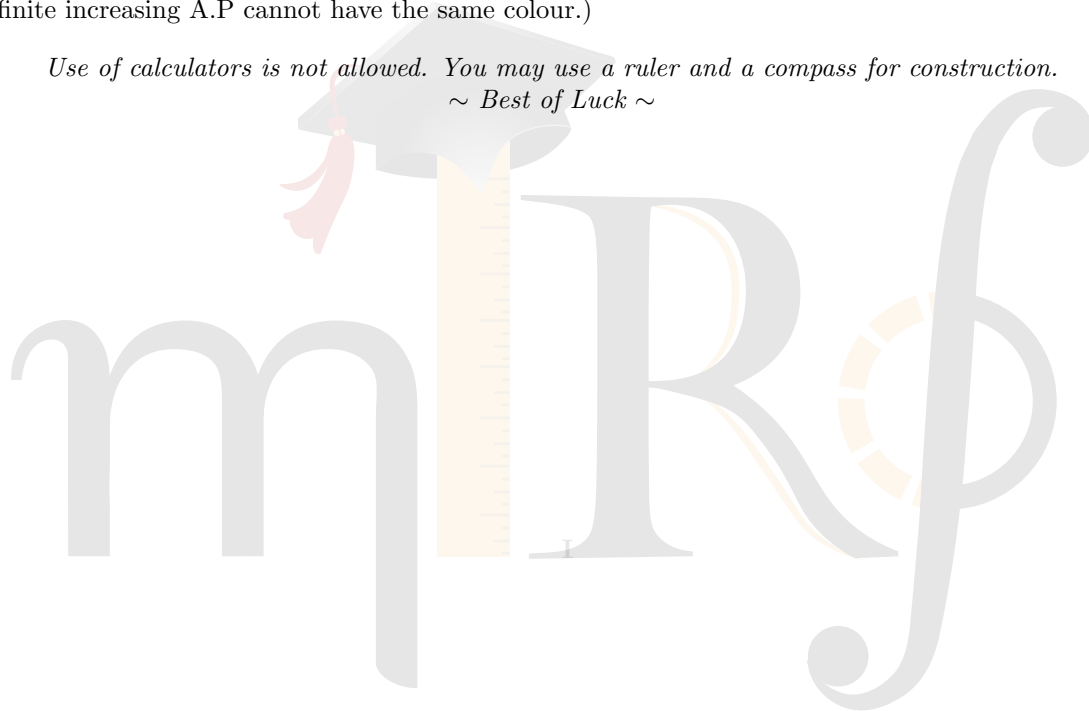 finite increasing A.P cannot have the same colour.)
Use of calculators is not allowed. You may use a ruler and a compass for construction.
~ Best of Luck ~
1